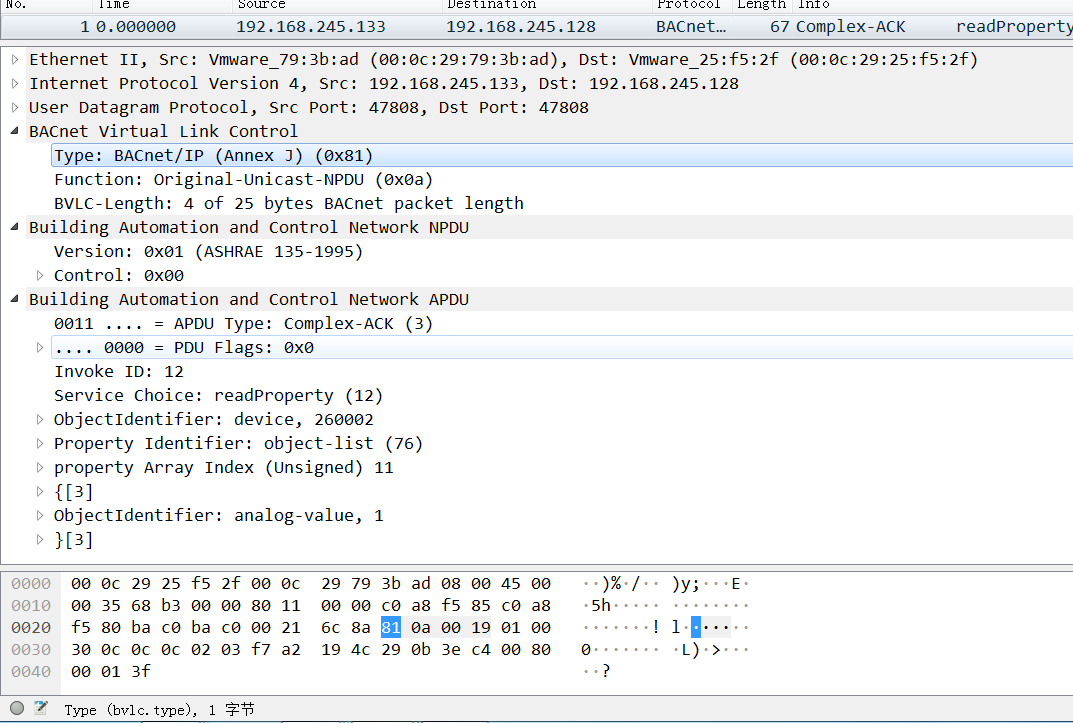 No. Time Source Destination Protocol Length Info
1 0.000000 192.168.245.133 192.168.245.128 BACnet… 67 Complex-ACK readProperty
Ethernet II, Src: Vmware_79:3b:ad (00:0c:29:79:3b:ad), Dst: Vmware_25:f5:2f (00:0c:29:25:f5:2f)
Internet Protocol Version 4, Src: 192.168.245.133, Dst: 192.168.245.128
User Datagram Protocol, Src Port: 47808, Dst Port: 47808
BACnet Virtual Link Control
Type: BACnet/IP (Annex J) (0x81)
Function: Original-Unicast-NPDU (0x0a)
BVLC-Length: 4 of 25 bytes BACnet packet length
Building Automation and Control Network NPDU
Version: 0x01 (ASHRAE 135-1995)
Control: 0x00
Building Automation and Control Network APDU
0011 .... = APDU Type: Complex-ACK (3)
.... 0000 = PDU Flags: 0x0
Invoke ID: 12
Service Choice: readProperty (12)
ObjectIdentifier: device, 260002
Property Identifier: object-list (76)
property Array Index (Unsigned) 11
{[3]
ObjectIdentifier: analog-value, 1
}[3]
0000 00 0c 29 25 f5 2f 00 0c 29 79 3b ad 08 00 45 00 ··)%·/·· )y;···E·
0010 00 35 68 b3 00 00 80 11 00 00 c0 a8 f5 85 c0 a8 ·5h····· ········
0020 f5 80 ba c0 ba c0 00 21 6c 8a 81 0a 00 19 01 00 ·······! l·······
0030 30 0c 0c 0c 02 03 f7 a2 19 4c 29 0b 3e c4 00 80 0······· ·L)·>···
0040 00 01 3f ··?
Type (bvlc.type), 1 字节